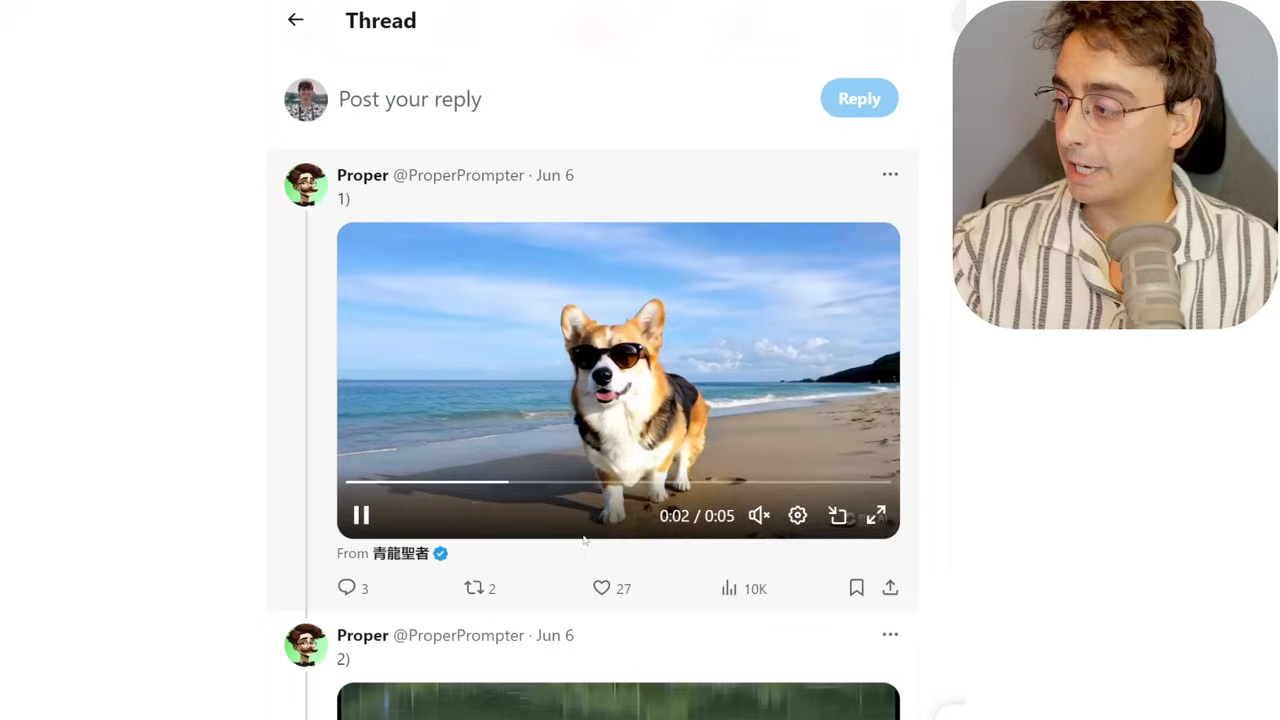 Thread
Post your reply
Reply
Proper @ProperPrompter · Jun 6
1)
0:02 / 0:05
From 青龍聖者
3
2
27
10K
Proper @ProperPrompter · Jun 6
2)